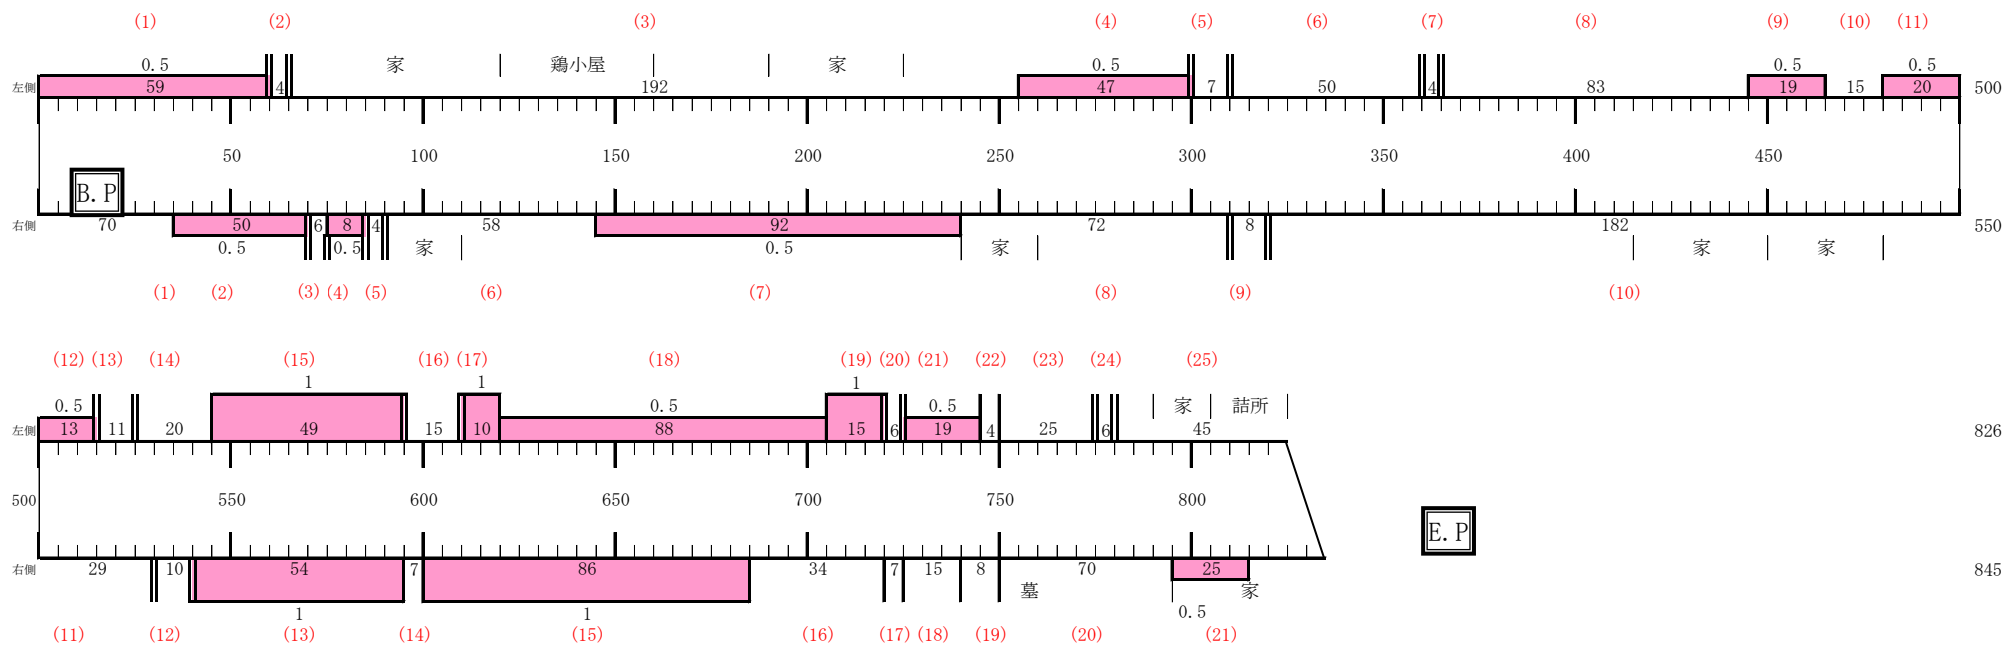 (1) (2) (3) (4) (5) (6) (7) (8) (9) (10) (11)
0.5 家 鶏小屋 家 0.5 0.5 0.5
左側 59 4 192 47 7 50 4 83 19 15 20 500
50 100 150 200 250 300 350 400 450
B.P
右側 70 50 6 8 4 58 92 72 8 182 550
0.5 0.5 家 0.5 家 家 家
(1) (2) (3) (4) (5) (6) (7) (8) (9) (10)
(12) (13) (14) (15) (16) (17) (18) (19) (20) (21) (22) (23) (24) (25)
1 1 1
0.5 0.5 0.5 家 詰所
左側 13 11 20 49 15 10 88 15 6 19 4 25 6 45 826
500 550 600 650 700 750 800
E.P
右側 29 10 54 7 86 34 7 15 8 70 25 845
墓 家
1 1 0.5
(11) (12) (13) (14) (15) (16) (17) (18) (19) (20) (21)